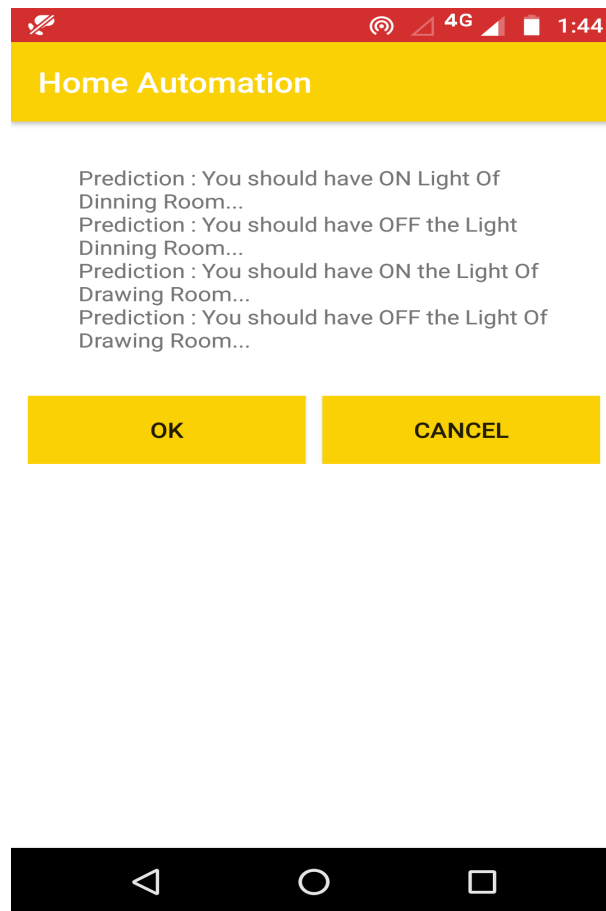 4G 1:44
Home Automation
Prediction : You should have ON Light Of
Dinning Room...
Prediction : You should have OFF the Light
Dinning Room...
Prediction : You should have ON the Light Of
Drawing Room...
Prediction : You should have OFF the Light Of
Drawing Room...
OK CANCEL